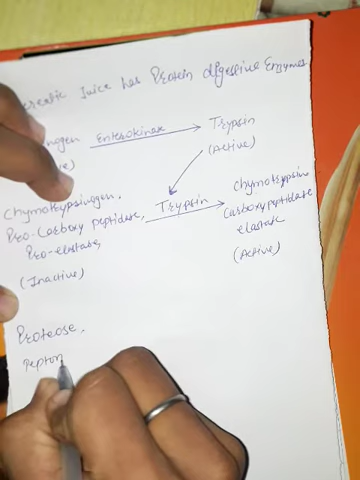 Juice has Protein digestive Enzymes
Enterokinase Trypsin
(Active)
Chymotrypsinogen,
Pro-Carboxy peptidase, Trypsin
Pro-elastase,
(Inactive)
chymotrypsin
Carboxypeptidase
elastase
(Active)
Proteose,
Pepton